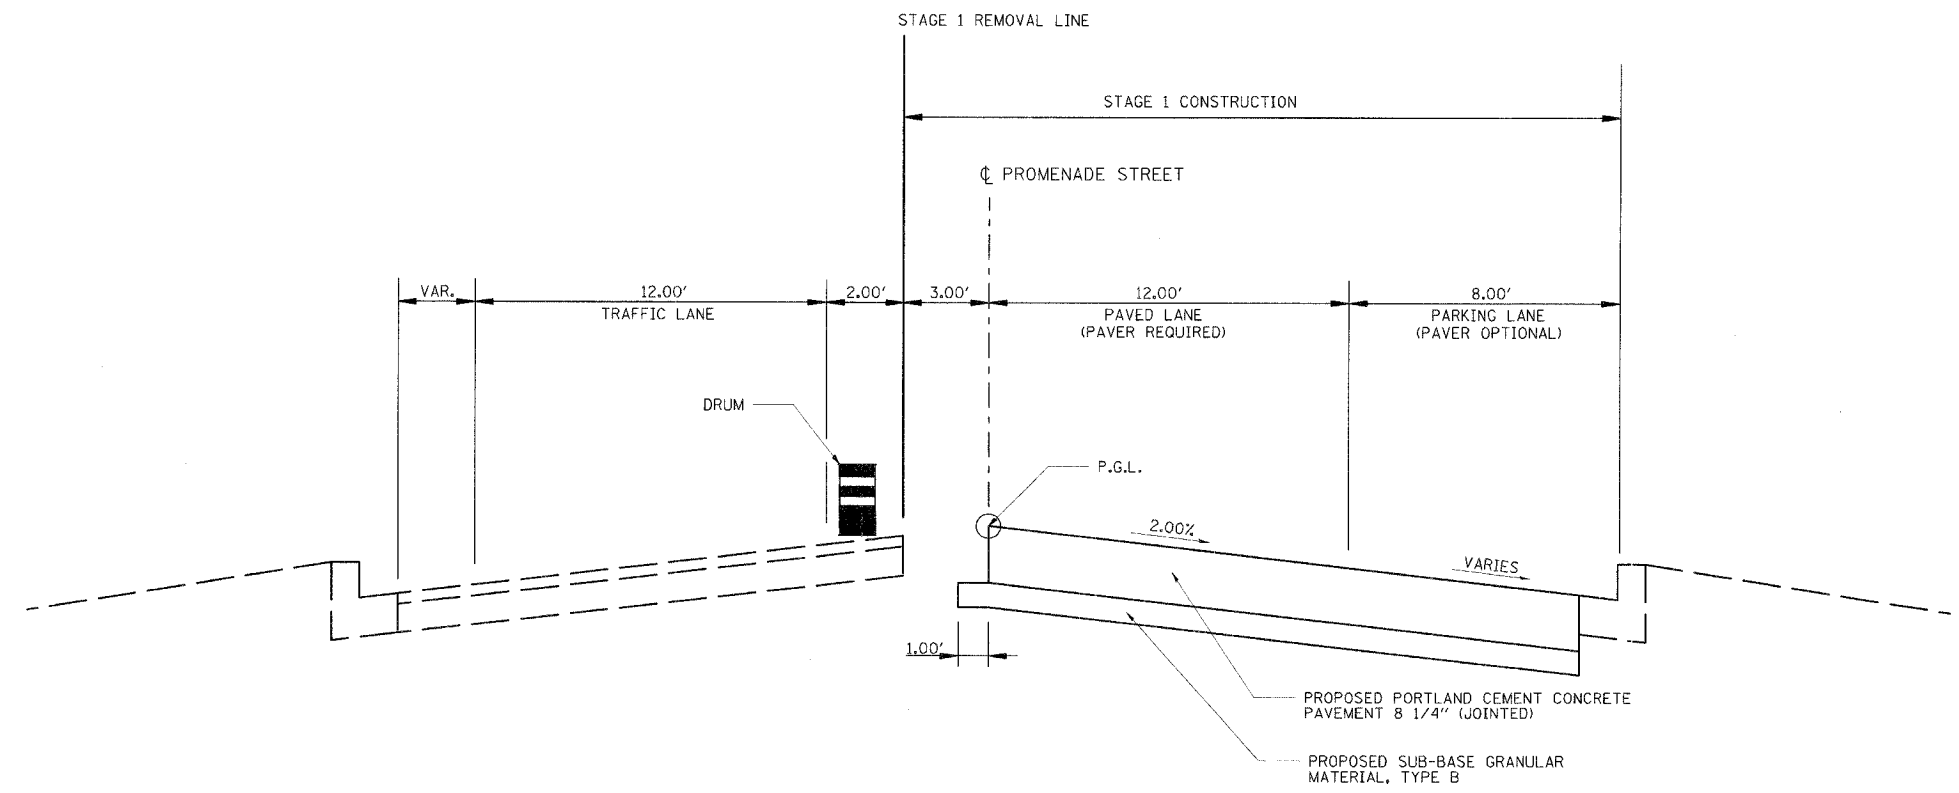 STAGE 1 REMOVAL LINE
STAGE 1 CONSTRUCTION
℄ PROMENADE STREET
VAR.
12.00'
2.00'
3.00'
12.00'
8.00'
TRAFFIC LANE
PAVED LANE
(PAVER REQUIRED)
PARKING LANE
(PAVER OPTIONAL)
DRUM
P.G.L.
2.00%
VARIES
1.00'
PROPOSED PORTLAND CEMENT CONCRETE
PAVEMENT 8 1/4" (JOINTED)
PROPOSED SUB-BASE GRANULAR
MATERIAL, TYPE B